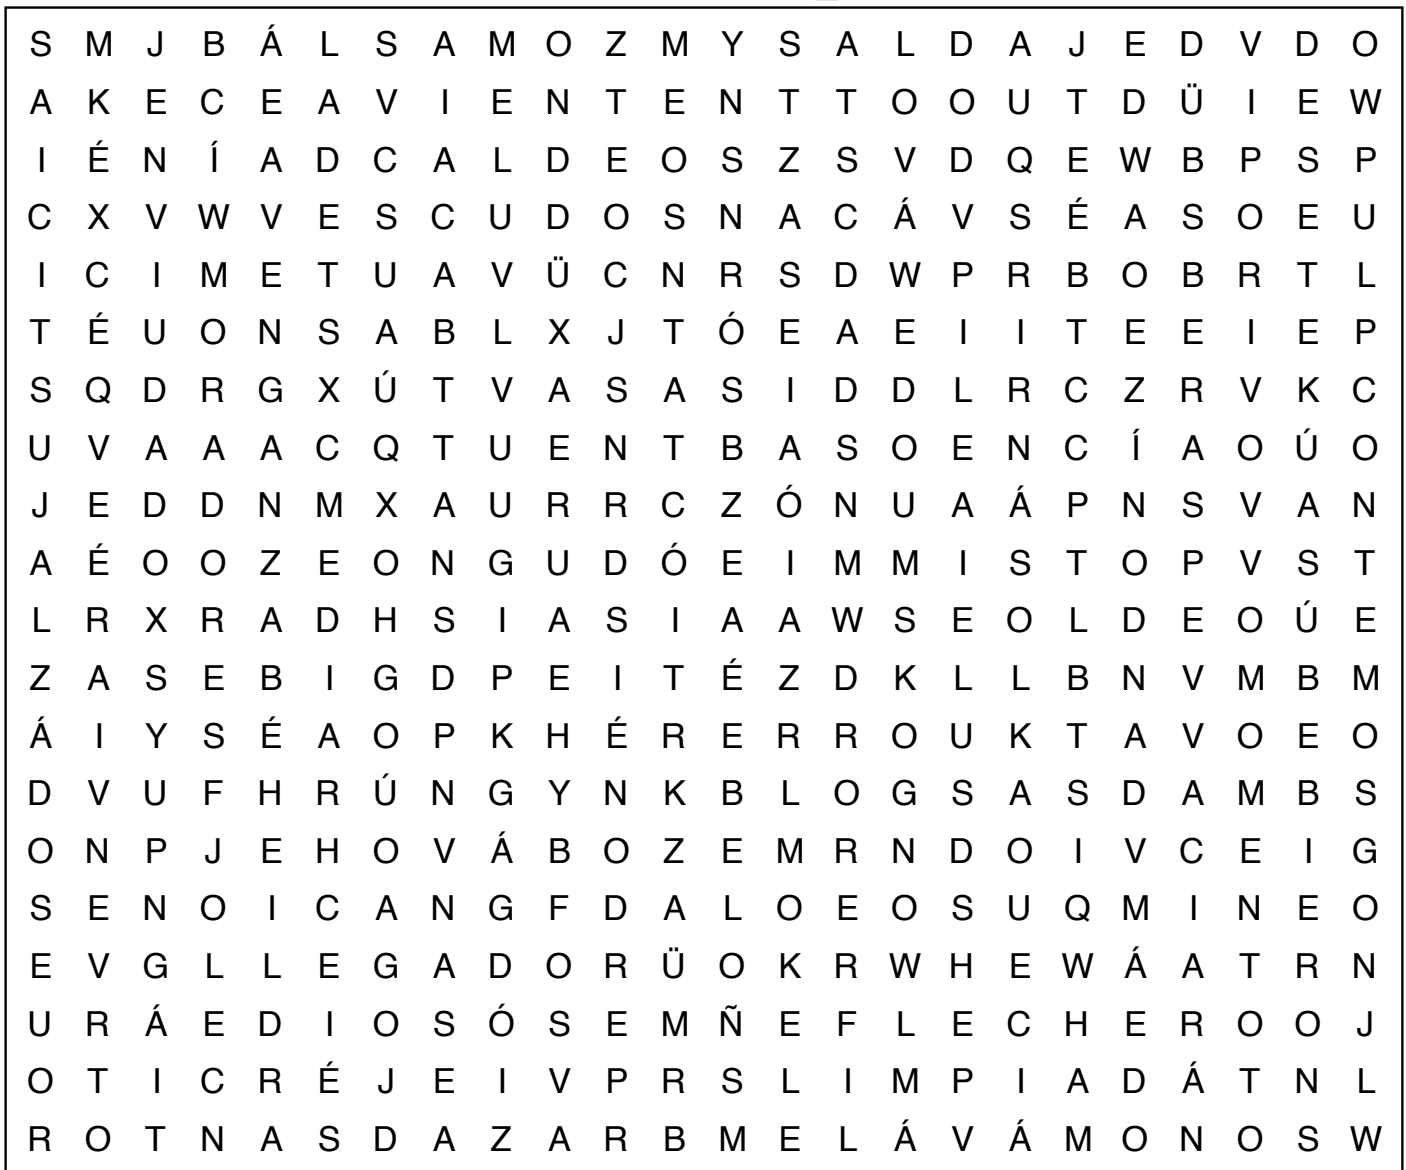 S M J B Á L S A M O Z M Y S A L D A J E D V D O
A K E C E A V I E N T E N T T O O U T D Ü I E W
I É N Í A D C A L D E O S Z S V D Q E W B P S P
C X V W V E S C U D O S N A C Á V S É A S O E U
I C I M E T U A V Ü C N R S D W P R B O B R T L
T É U O N S A B L X J T Ó E A E I I T E E I E P
S Q D R G X Ú T V A S A S I D D L R C Z R V K C
U V A A A C Q T U E N T B A S O E N C Í A O Ú O
J E D D N M X A U R R C Z Ó N U A Á P N S V A N
A É O O Z E O N G U D Ó E I M M I S T O P V S T
L R X R A D H S I A S I A A W S E O L D E O Ú E
Z A S E B I G D P E I T É Z D K L L B N V M B M
Á I Y S É A O P K H É R E R R O U K T A V O E O
D V U F H R Ú N G Y N K B L O G S A S D A M B S
O N P J E H O V Á B O Z E M R N D O I V C E I G
S E N O I C A N G F D A L O E O S U Q M I N E O
E V G L L E G A D O R Ü O K R W H E W Á A T R N
U R Á E D I O S Ó S E M Ñ E F L E C H E R O O J
O T I C R É J E I V P R S L I M P I A D Á T N L
R O T N A S D A Z A R B M E L Á V Á M O N O S W